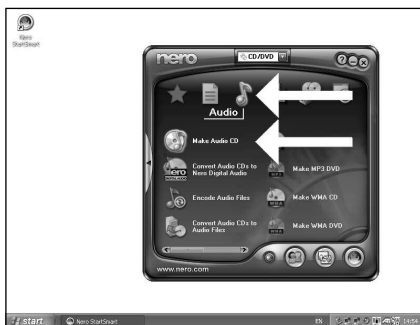 Nero
StartSmart
nero
CD/DVD
Audio
Make Audio CD
Convert Audio CDs to
Nero Digital Audio
Make MP3 DVD
Encode Audio Files
Make WMA CD
Convert Audio CDs to
Audio Files
Make WMA DVD
www.nero.com
start
Nero StartSmart
EN
14:54